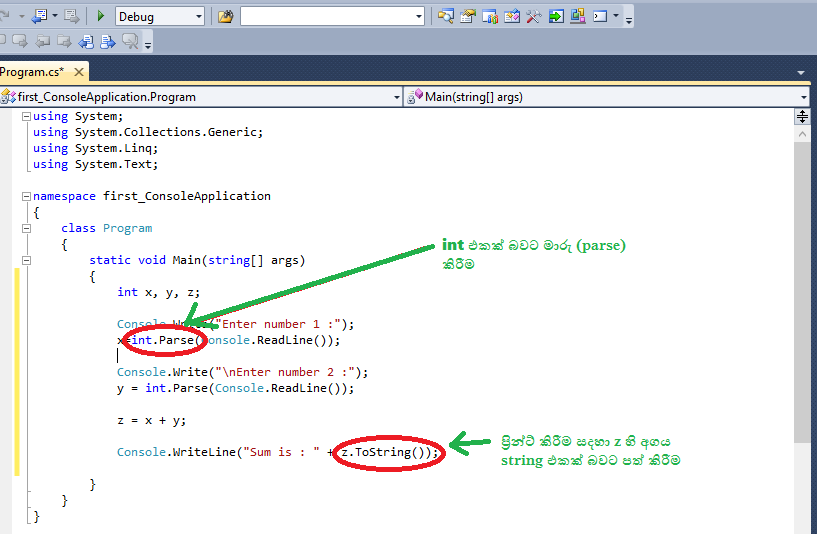 Debug
Program.cs*
first_ConsoleApplication.Program
Main(string[] args)
using System;
using System.Collections.Generic;
using System.Linq;
using System.Text;
namespace first_ConsoleApplication
{
class Program
{
static void Main(string[] args)
{
int x, y, z;
Console.Write("Enter number 1 :");
x=int.Parse(Console.ReadLine());
Console.Write("\nEnter number 2 :");
y = int.Parse(Console.ReadLine());
z = x + y;
Console.WriteLine("Sum is : " + z.ToString());
}
}
}
int එකක් බවට මාරු (parse)
කිරීම
ප්‍රින්ට් කිරීම සදහා z හි අගය
string එකක් බවට පත් කිරීම